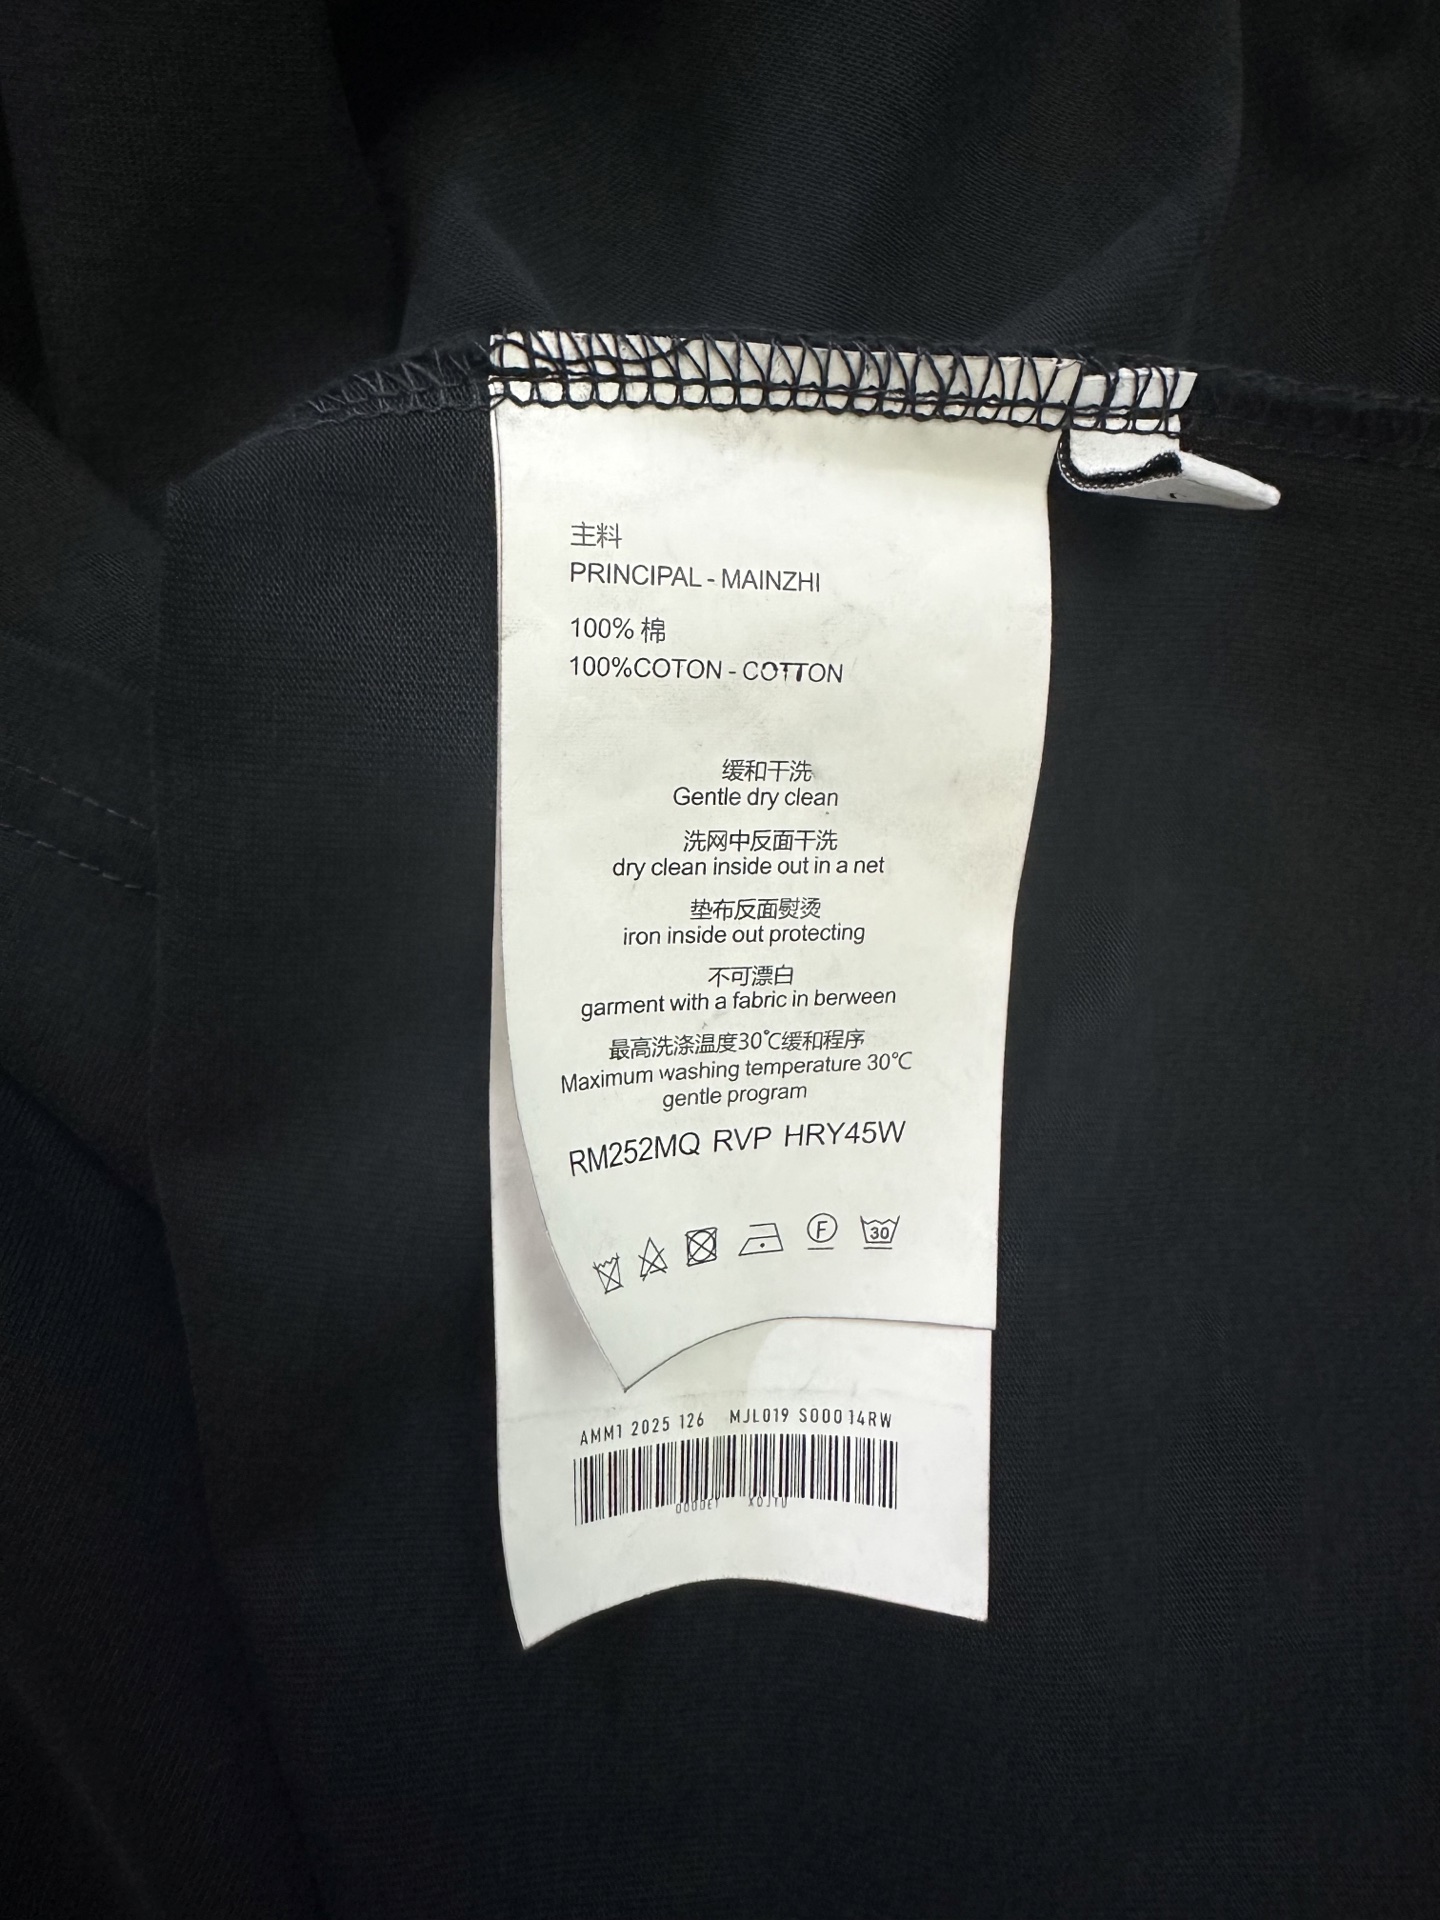 主料
PRINCIPAL - MAINZHI
100% 棉
100%COTON - COTTON
缓和干洗
Gentle dry clean
洗网中反面干洗
dry clean inside out in a net
垫布反面熨烫
iron inside out protecting
不可漂白
garment with a fabric in berween
最高洗涤温度30℃缓和程序
Maximum washing temperature 30℃
gentle program
RM252MQ RVP HRY45W
F
30
AMM1 2025 126 MJL019 S00014RW